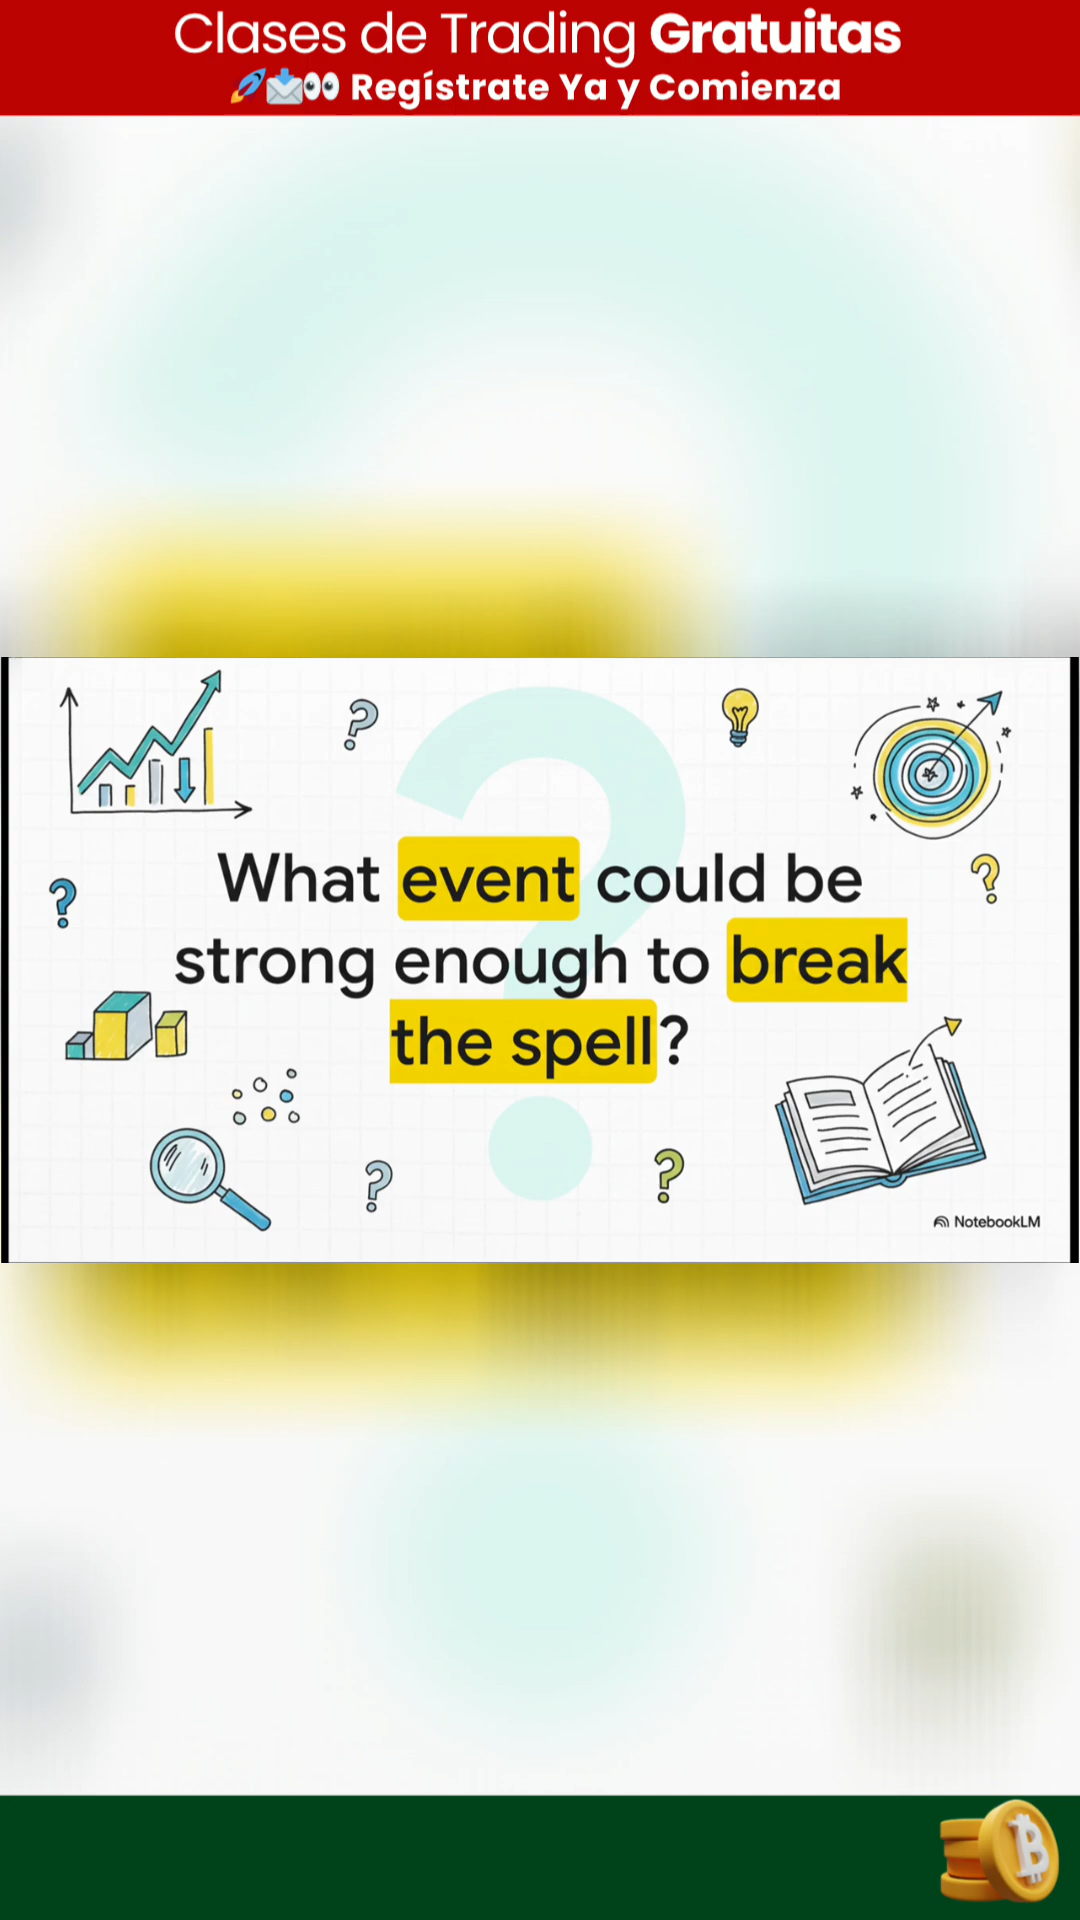 Clases de Trading Gratuitas
🚀📩👀 Regístrate Ya y Comienza
What event could be
strong enough to break
the spell?
NotebookLM